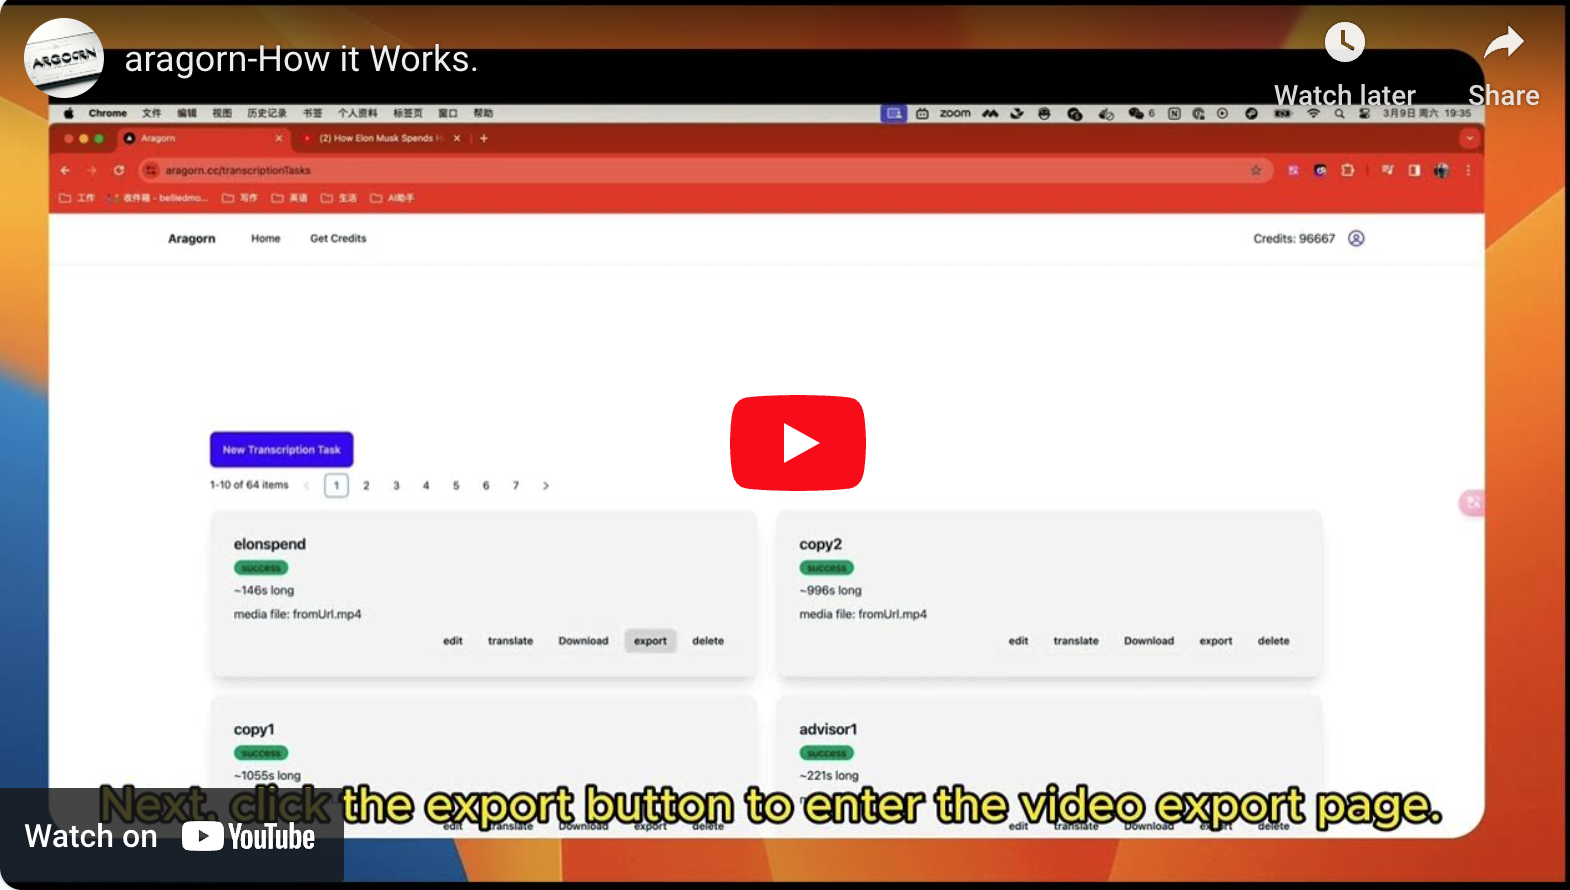 ARGOCRN
aragorn-How it Works.
Watch later
Share
Chrome 文件 编辑 视图 历史记录 书签 个人资料 标签页 窗口 帮助
zoom 6 3月9日 周六 19:35
Aragorn
(2) How Elon Musk Spends H
aragorn.cc/transcriptionTasks
工作 收件箱 - belliedmo... 写作 英语 生活 AI助手
Aragorn Home Get Credits Credits: 96667
New Transcription Task
1-10 of 64 items < 1 2 3 4 5 6 7 >
elonspend
success
~146s long
media file: fromUrl.mp4
edit translate Download export delete
copy2
success
~996s long
media file: fromUrl.mp4
edit translate Download export delete
copy1
success
~1055s long
edit translate Download export delete
advisor1
success
~221s long
edit translate Download export delete
Next, click the export button to enter the video export page.
Watch on YouTube